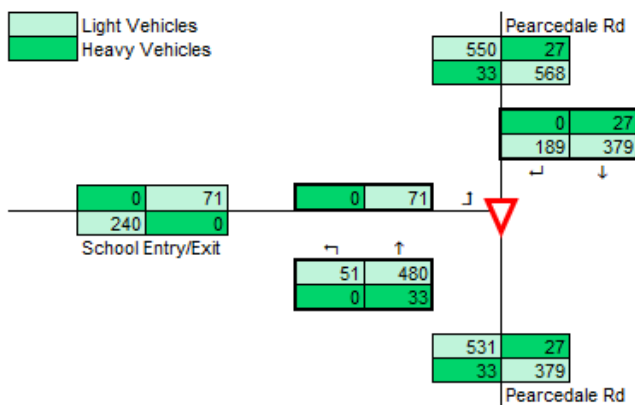 Light Vehicles Pearcedale Rd
Heavy Vehicles 550 27
33 568
0 27
189 379
↵ ↓
0 71 0 71 ⮥
240 0
School Entry/Exit ↰ ↑
51 480
0 33
531 27
33 379
Pearcedale Rd